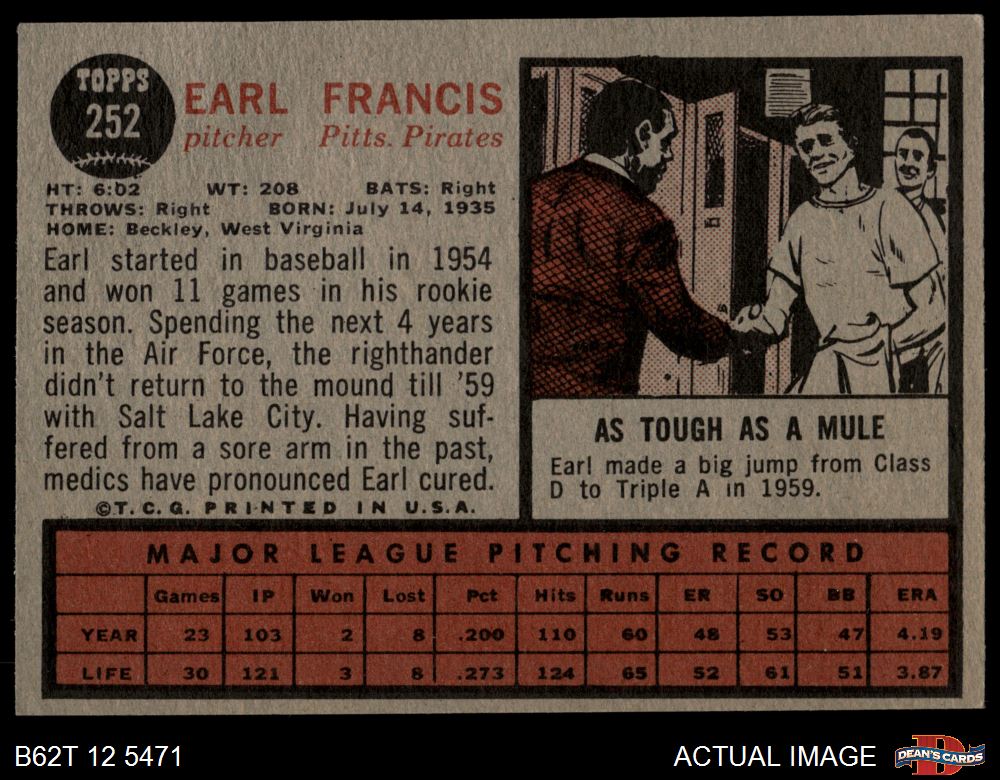 TOPPS
252
EARL FRANCIS
pitcher Pitts. Pirates
HT: 6:02 WT: 208 BATS: Right
THROWS: Right BORN: July 14, 1935
HOME: Beckley, West Virginia
Earl started in baseball in 1954
and won 11 games in his rookie
season. Spending the next 4 years
in the Air Force, the righthander
didn't return to the mound till '59
with Salt Lake City. Having suf-
fered from a sore arm in the past,
medics have pronounced Earl cured.
©T. C. G. PRINTED IN U.S.A.
AS TOUGH AS A MULE
Earl made a big jump from Class
D to Triple A in 1959.
MAJOR LEAGUE PITCHING RECORD
Games IP Won Lost Pct Hits Runs ER SO BB ERA
YEAR 23 103 2 8 .200 110 60 48 53 47 4.19
LIFE 30 121 3 8 .273 124 65 52 61 51 3.87
B62T 12 5471
ACTUAL IMAGE
D
DEAN'S CARDS